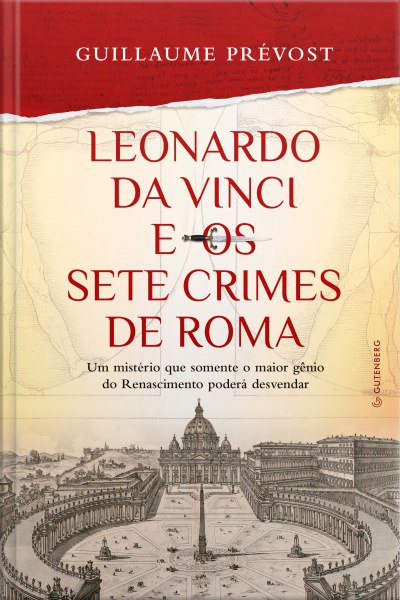 GUILLAUME PRÉVOST
LEONARDO
DA VINCI
E OS
SETE CRIMES
DE ROMA
Um mistério que somente o maior gênio
do Renascimento poderá desvendar
GUTENBERG